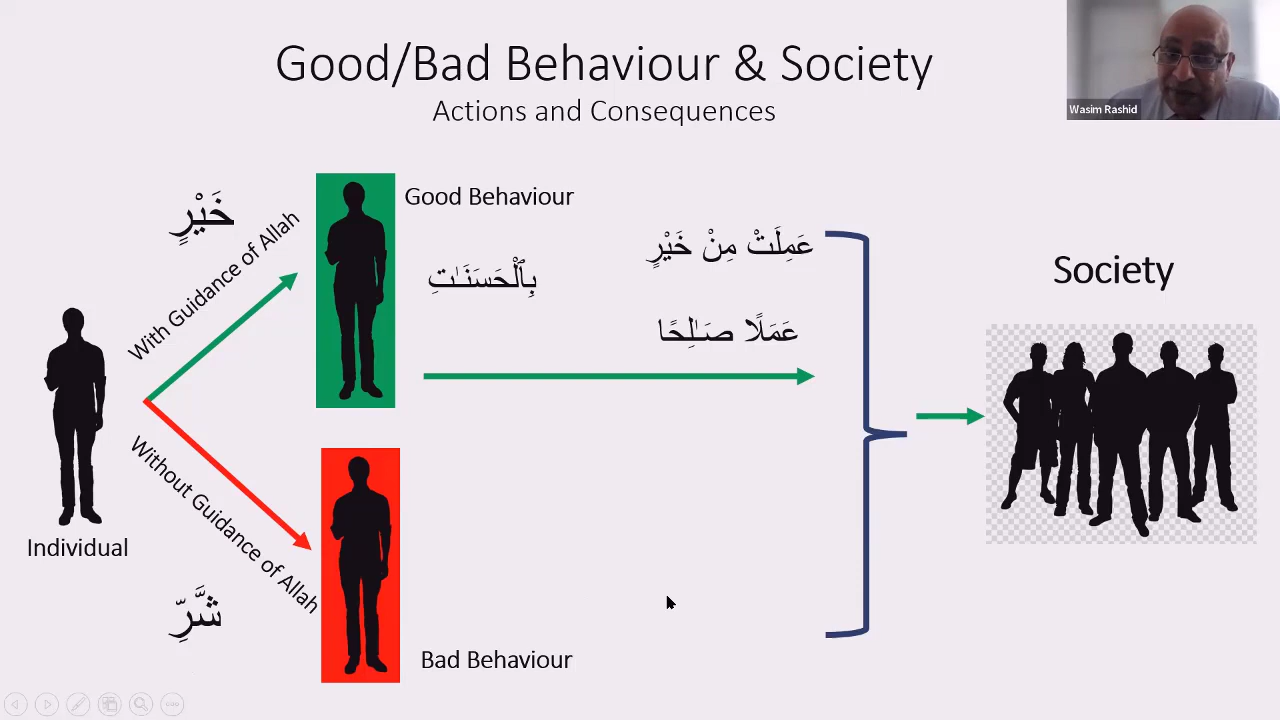 Good/Bad Behaviour & Society
Actions and Consequences
Wasim Rashid
خَيْرٍ
With Guidance of Allah
Good Behaviour
بِٱلْحَسَنَـٰتِ
عَمِلَتْ مِنْ خَيْرٍ
عَمَلًا صَـٰلِحًا
Society
Individual
Without Guidance of Allah
شَّرِّ
Bad Behaviour